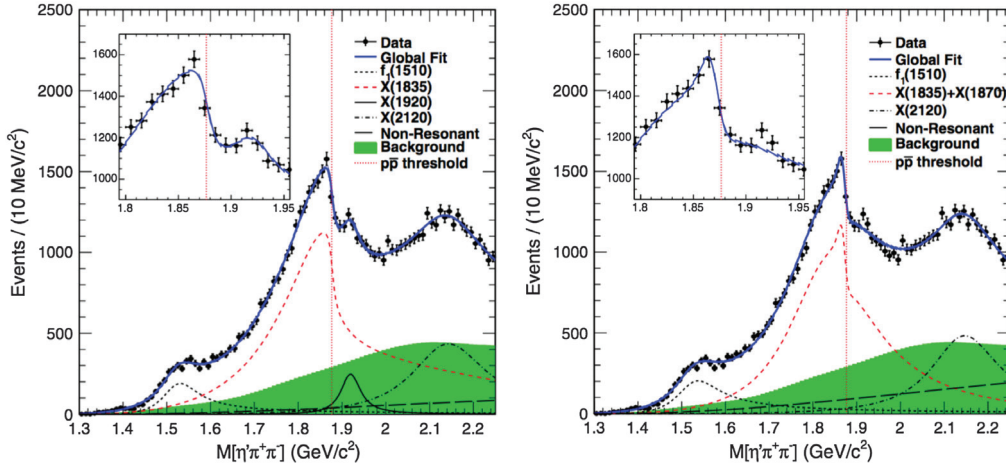 2500
2000
1500
1000
500
0
Events / (10 MeV/c²)
1600
1400
1200
1000
1.8 1.85 1.9 1.95
Data
Global Fit
f₁(1510)
X(1835)
X(1920)
X(2120)
Non-Resonant
Background
pp̅ threshold
1.3 1.4 1.5 1.6 1.7 1.8 1.9 2 2.1 2.2
M[η′π⁺π⁻] (GeV/c²)
2500
2000
1500
1000
500
0
Events / (10 MeV/c²)
1600
1400
1200
1000
1.8 1.85 1.9 1.95
Data
Global Fit
f₁(1510)
X(1835)+X(1870)
X(2120)
Non-Resonant
Background
pp̅ threshold
1.3 1.4 1.5 1.6 1.7 1.8 1.9 2 2.1 2.2
M[η′π⁺π⁻] (GeV/c²)